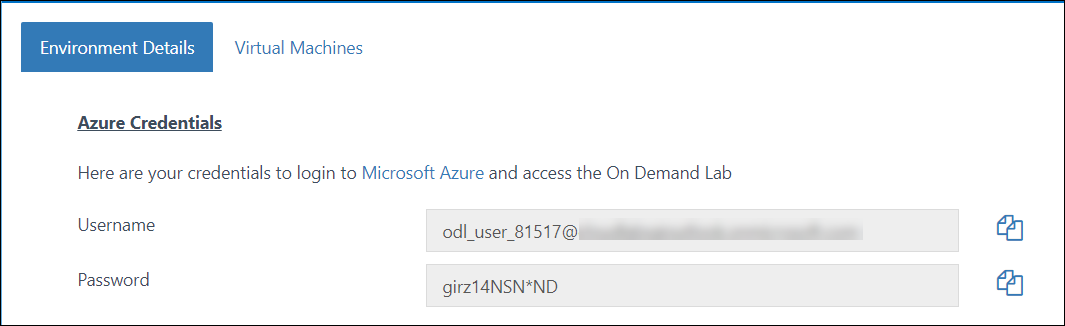 Environment Details
Virtual Machines
Azure Credentials
Here are your credentials to login to Microsoft Azure and access the On Demand Lab
Username
odl_user_81517@
Password
girz14NSN*ND